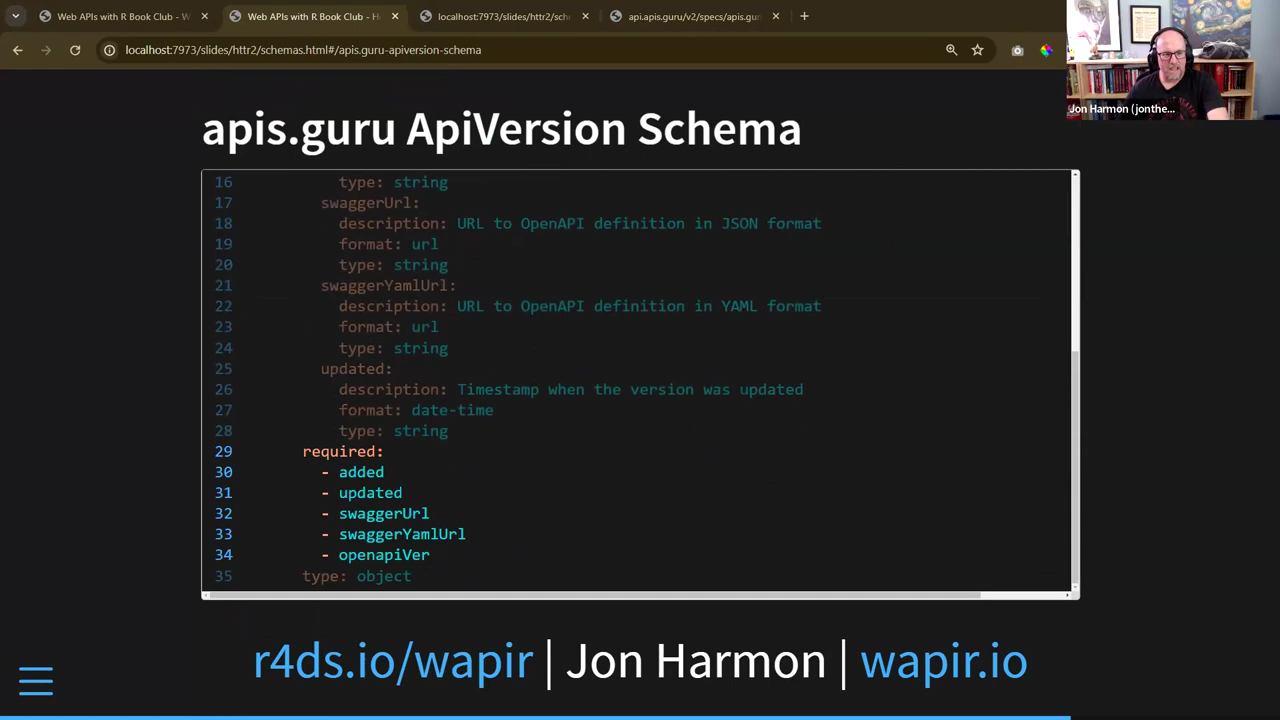 Web APIs with R Book Club - W
Web APIs with R Book Club - H
localhost:7973/slides/httr2/sch
api.apis.guru/v2/specs/apis.gu
localhost:7973/slides/httr2/schemas.html#/apis.guru-apiversion-schema
Jon Harmon (jonthe...
apis.guru ApiVersion Schema
16 type: string
17 swaggerUrl:
18 description: URL to OpenAPI definition in JSON format
19 format: url
20 type: string
21 swaggerYamlUrl:
22 description: URL to OpenAPI definition in YAML format
23 format: url
24 type: string
25 updated:
26 description: Timestamp when the version was updated
27 format: date-time
28 type: string
29 required:
30 - added
31 - updated
32 - swaggerUrl
33 - swaggerYamlUrl
34 - openapiVer
35 type: object
r4ds.io/wapir | Jon Harmon | wapir.io